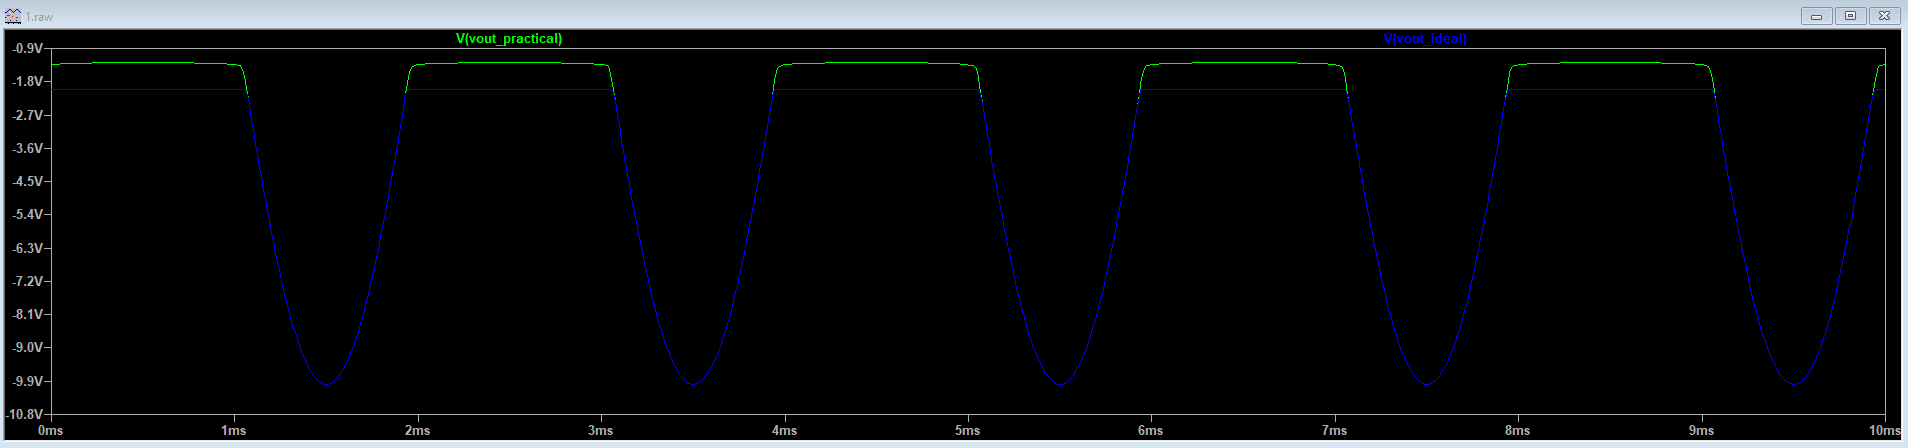 1.raw
V(vout_practical) V(vout_ideal)
-0.9V
-1.8V
-2.7V
-3.6V
-4.5V
-5.4V
-6.3V
-7.2V
-8.1V
-9.0V
-9.9V
-10.8V
0ms 1ms 2ms 3ms 4ms 5ms 6ms 7ms 8ms 9ms 10ms